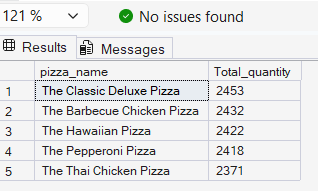 121 % No issues found
Results Messages
pizza_name Total_quantity
1 The Classic Deluxe Pizza 2453
2 The Barbecue Chicken Pizza 2432
3 The Hawaiian Pizza 2422
4 The Pepperoni Pizza 2418
5 The Thai Chicken Pizza 2371